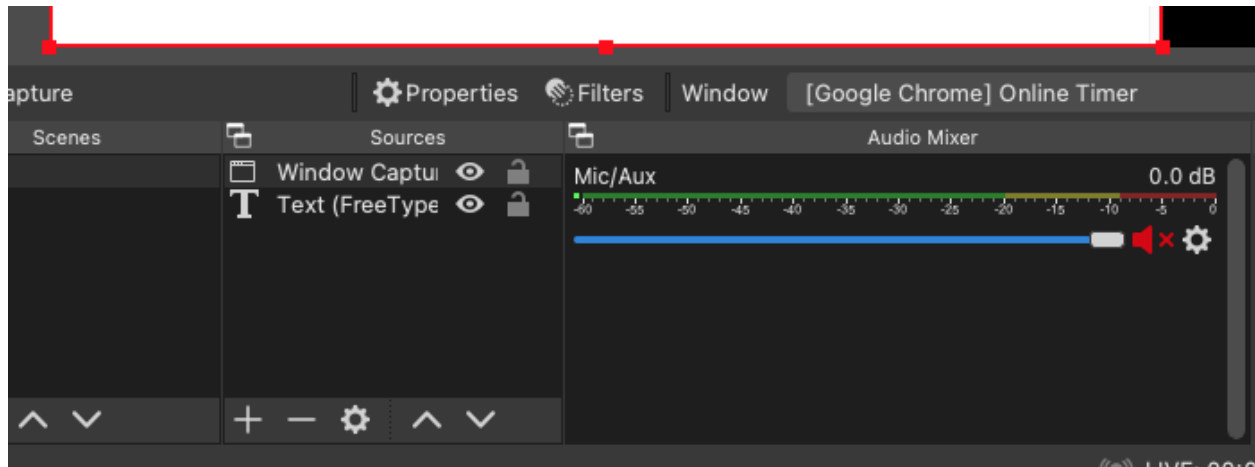 apture Properties Filters Window [Google Chrome] Online Timer
Scenes Sources Audio Mixer
Window Captu
Text (FreeType
Mic/Aux 0.0 dB
-60 -55 -50 -45 -40 -35 -30 -25 -20 -15 -10 -5 0